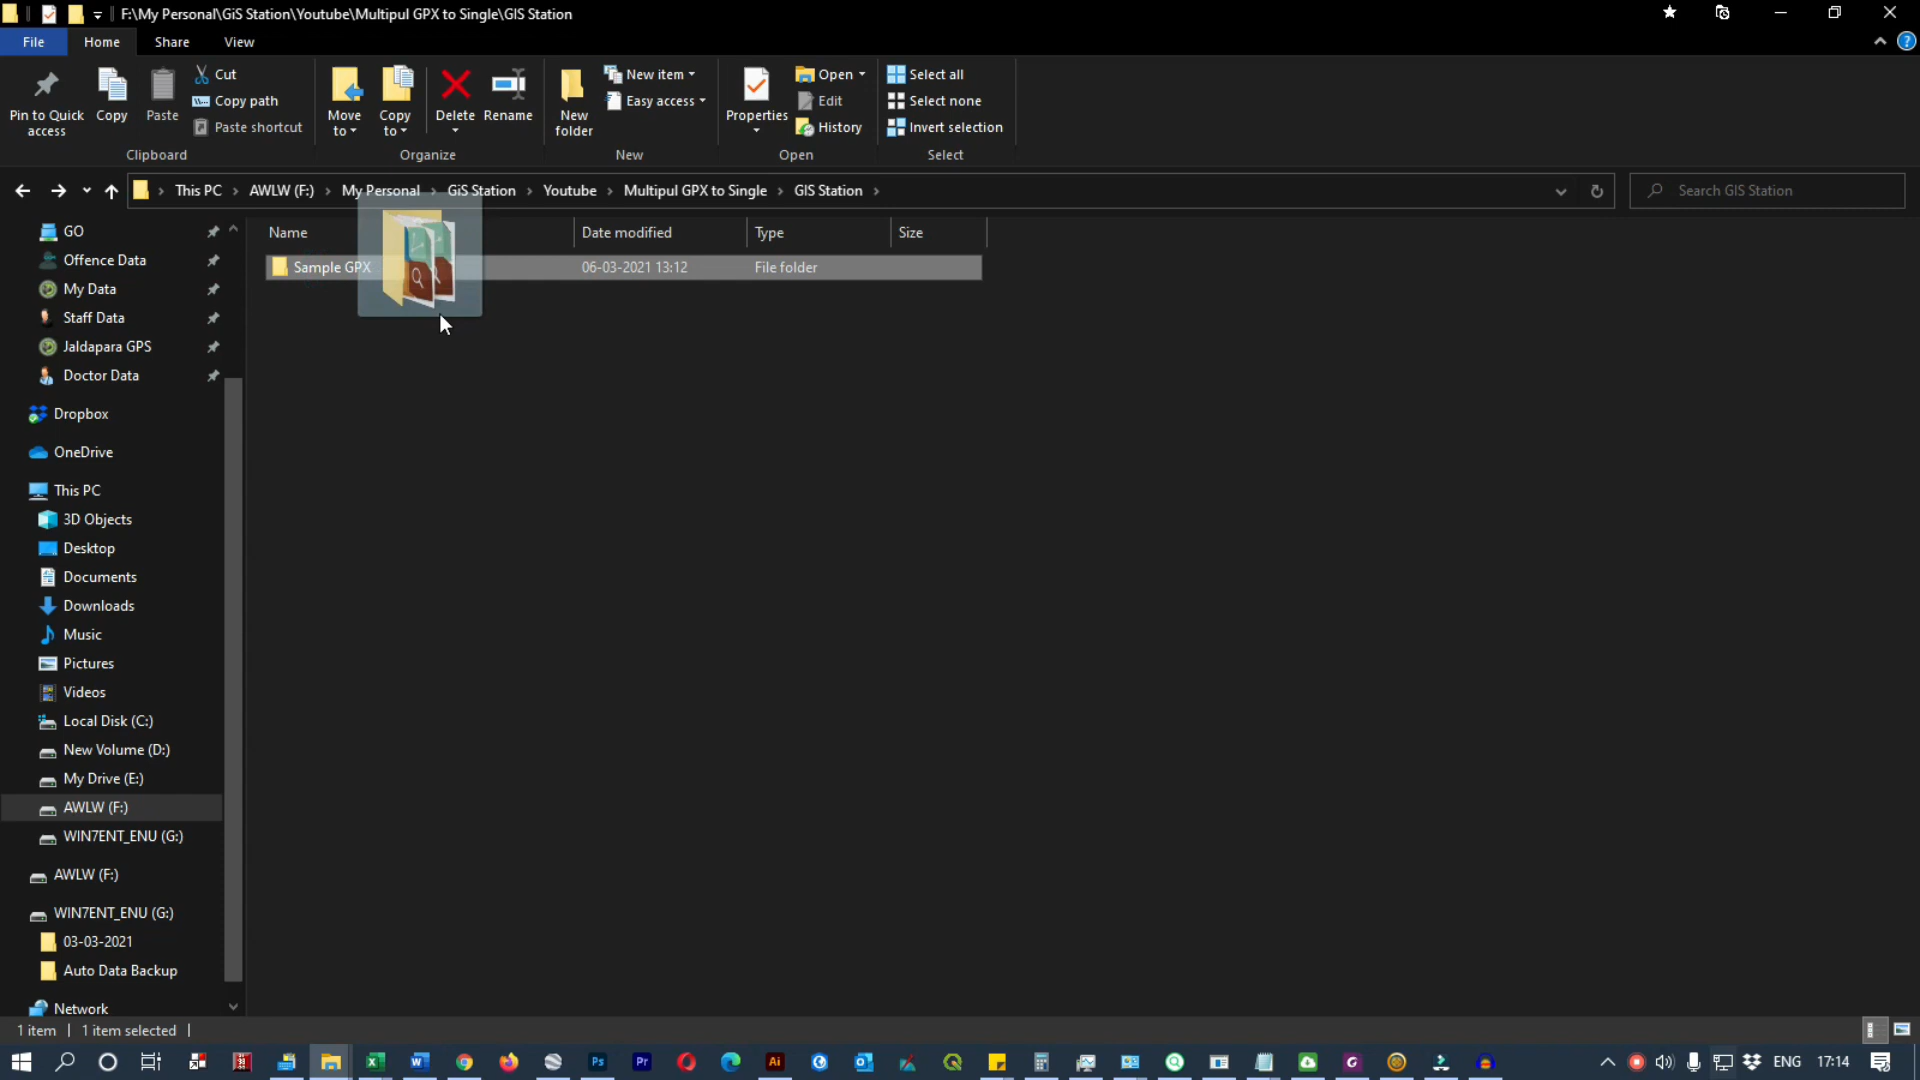 F:\My Personal\GiS Station\Youtube\Multipul GPX to Single\GIS Station
File Home Share View
Pin to Quick access
Copy
Paste
Cut
Copy path
Paste shortcut
Clipboard
Move to
Copy to
Delete
Rename
Organize
New folder
New item
Easy access
New
Properties
Open
Edit
History
Open
Select all
Select none
Invert selection
Select
This PC › AWLW (F:) › My Personal › GiS Station › Youtube › Multipul GPX to Single › GIS Station ›
Search GIS Station
Name Date modified Type Size
Sample GPX 06-03-2021 13:12 File folder
GO
Offence Data
My Data
Staff Data
Jaldapara GPS
Doctor Data
Dropbox
OneDrive
This PC
3D Objects
Desktop
Documents
Downloads
Music
Pictures
Videos
Local Disk (C:)
New Volume (D:)
My Drive (E:)
AWLW (F:)
WIN7ENT_ENU (G:)
AWLW (F:)
WIN7ENT_ENU (G:)
03-03-2021
Auto Data Backup
Network
1 item | 1 item selected |
Ps Pr Ai
ENG 17:14